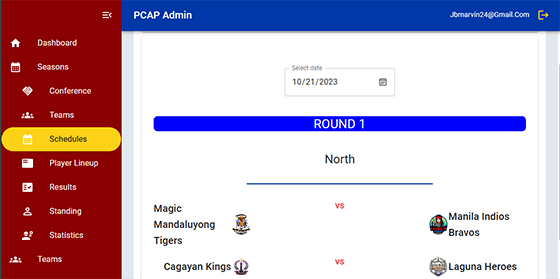 PCAP Admin
Jbmarvin24@Gmail.Com
Dashboard
Seasons
Conference
Teams
Schedules
Player Lineup
Results
Standing
Statistics
Teams
Select date
10/21/2023
ROUND 1
North
Magic
Mandaluyong
Tigers
vs
Manila Indios
Bravos
Cagayan Kings
vs
Laguna Heroes